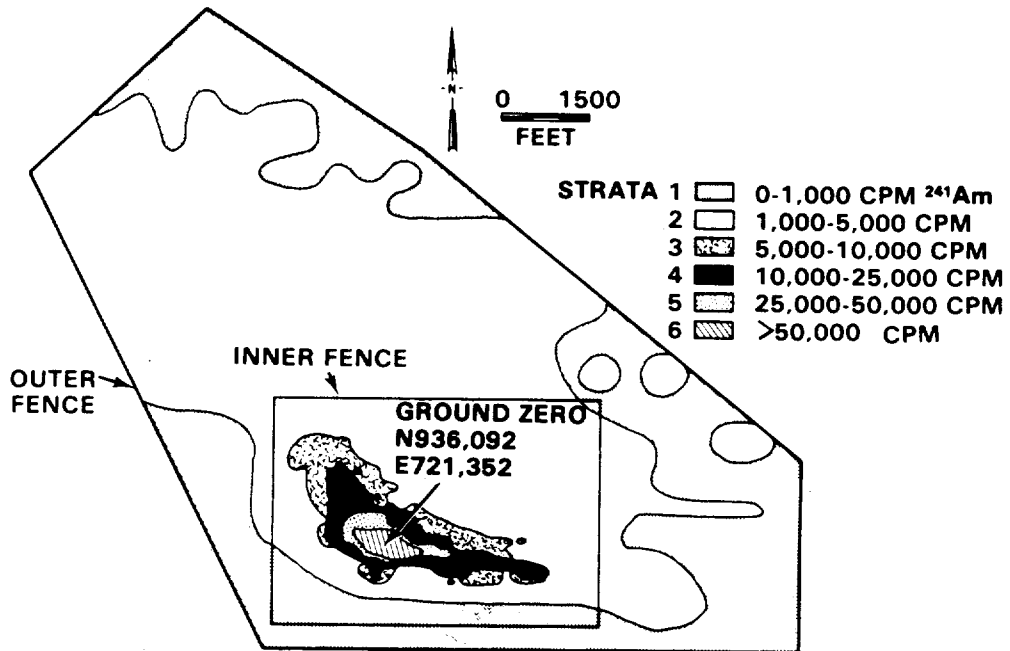 N
0 1500
FEET
STRATA 1 0-1,000 CPM ²⁴¹Am
2 1,000-5,000 CPM
3 5,000-10,000 CPM
4 10,000-25,000 CPM
5 25,000-50,000 CPM
6 >50,000 CPM
INNER FENCE
OUTER
FENCE
GROUND ZERO
N936,092
E721,352